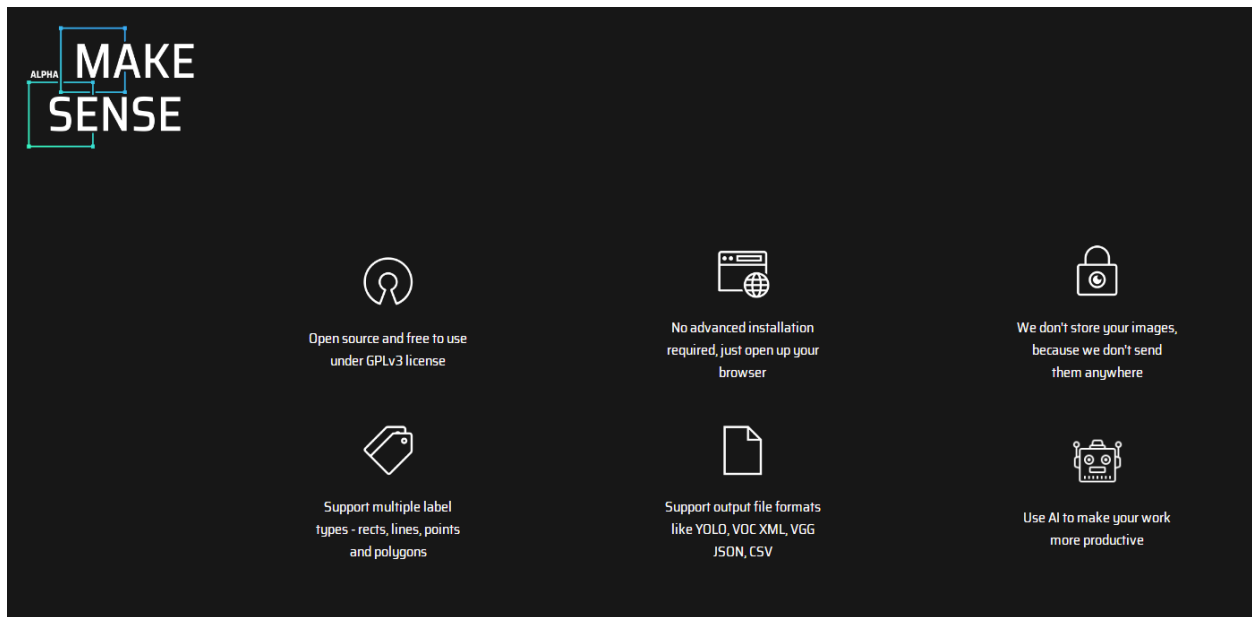 MAKE
ALPHA
SENSE
Open source and free to use
under GPLv3 license
No advanced installation
required, just open up your
browser
We don't store your images,
because we don't send
them anywhere
Support multiple label
types - rects, lines, points
and polygons
Support output file formats
like YOLO, VOC XML, VGG
JSON, CSV
Use AI to make your work
more productive